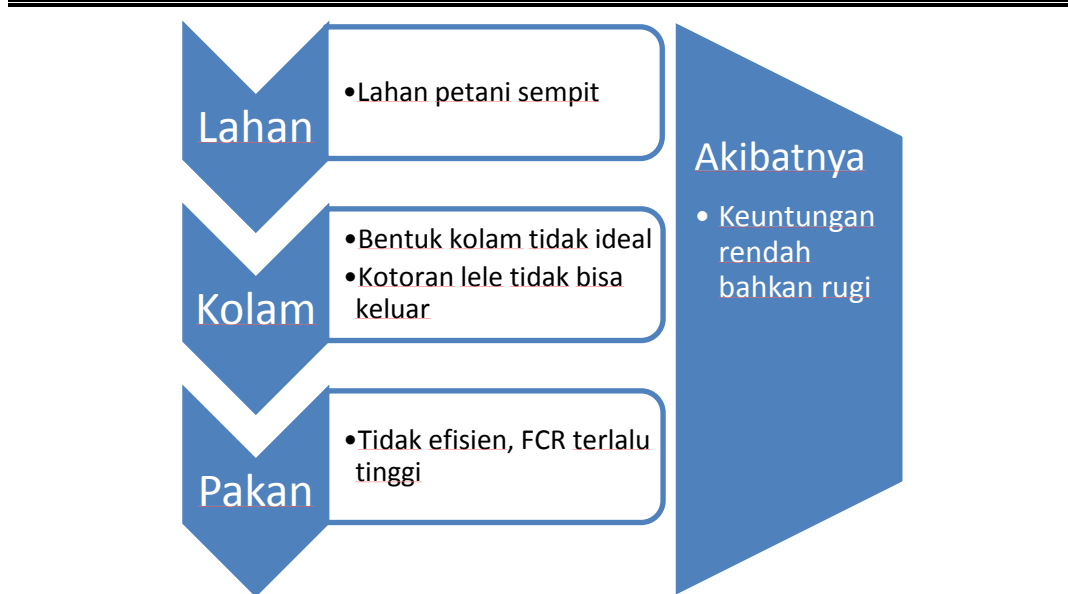 Lahan
•Lahan petani sempit
Kolam
•Bentuk kolam tidak ideal
•Kotoran lele tidak bisa
keluar
Pakan
•Tidak efisien, FCR terlalu
tinggi
Akibatnya
• Keuntungan
rendah
bahkan rugi